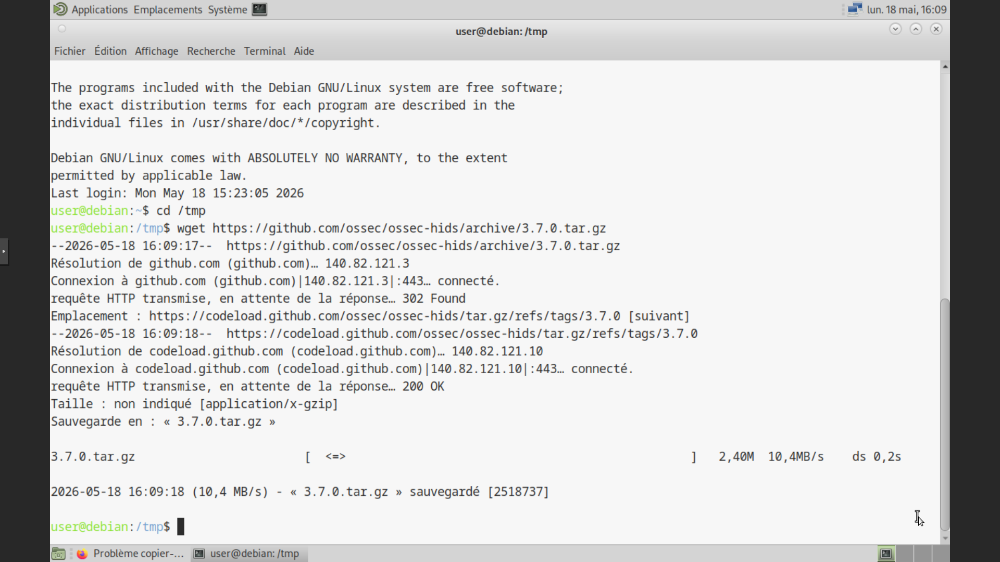 Applications Emplacements Système lun. 18 mai, 16:09
user@debian: /tmp
Fichier Édition Affichage Recherche Terminal Aide
The programs included with the Debian GNU/Linux system are free software;
the exact distribution terms for each program are described in the
individual files in /usr/share/doc/*/copyright.
Debian GNU/Linux comes with ABSOLUTELY NO WARRANTY, to the extent
permitted by applicable law.
Last login: Mon May 18 15:23:05 2026
user@debian:~$ cd /tmp
user@debian:/tmp$ wget https://github.com/ossec/ossec-hids/archive/3.7.0.tar.gz
--2026-05-18 16:09:17--  https://github.com/ossec/ossec-hids/archive/3.7.0.tar.gz
Résolution de github.com (github.com)… 140.82.121.3
Connexion à github.com (github.com)|140.82.121.3|:443… connecté.
requête HTTP transmise, en attente de la réponse… 302 Found
Emplacement : https://codeload.github.com/ossec/ossec-hids/tar.gz/refs/tags/3.7.0 [suivant]
--2026-05-18 16:09:18--  https://codeload.github.com/ossec/ossec-hids/tar.gz/refs/tags/3.7.0
Résolution de codeload.github.com (codeload.github.com)… 140.82.121.10
Connexion à codeload.github.com (codeload.github.com)|140.82.121.10|:443… connecté.
requête HTTP transmise, en attente de la réponse… 200 OK
Taille : non indiqué [application/x-gzip]
Sauvegarde en : « 3.7.0.tar.gz »
3.7.0.tar.gz [ <=> ] 2,40M 10,4MB/s ds 0,2s
2026-05-18 16:09:18 (10,4 MB/s) - « 3.7.0.tar.gz » sauvegardé [2518737]
user@debian:/tmp$
Problème copier-… user@debian: /tmp